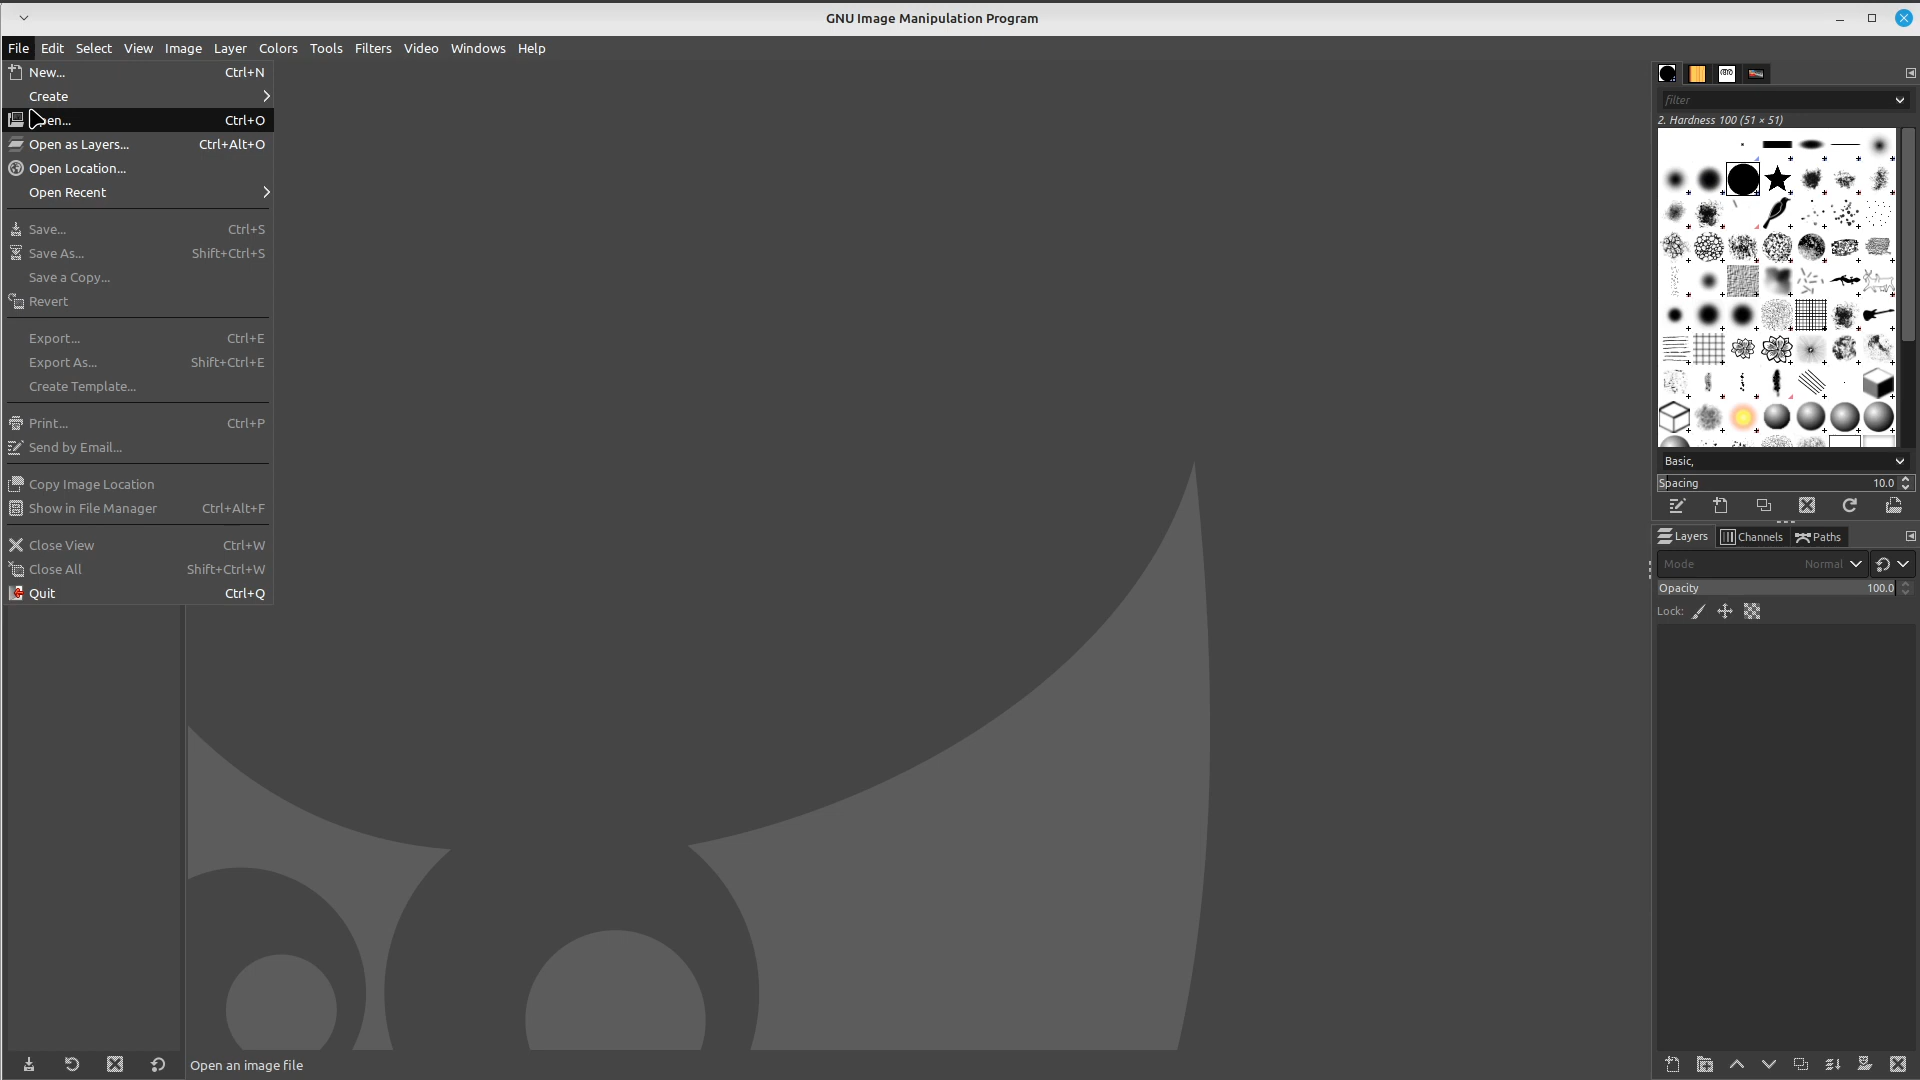 GNU Image Manipulation Program
File Edit Select View Image Layer Colors Tools Filters Video Windows Help
New... Ctrl+N
Create
Ctrl+O
Open as Layers... Ctrl+Alt+O
Open Location...
Open Recent
Save... Ctrl+S
Save As... Shift+Ctrl+S
Save a Copy...
Revert
Export... Ctrl+E
Export As... Shift+Ctrl+E
Create Template...
Print... Ctrl+P
Send by Email...
Copy Image Location
Show in File Manager Ctrl+Alt+F
Close View Ctrl+W
Close All Shift+Ctrl+W
Quit Ctrl+Q
filter
2. Hardness 100 (51 × 51)
Basic,
Spacing 10.0
Layers Channels Paths
Mode Normal
Opacity 100.0
Lock:
Open an image file